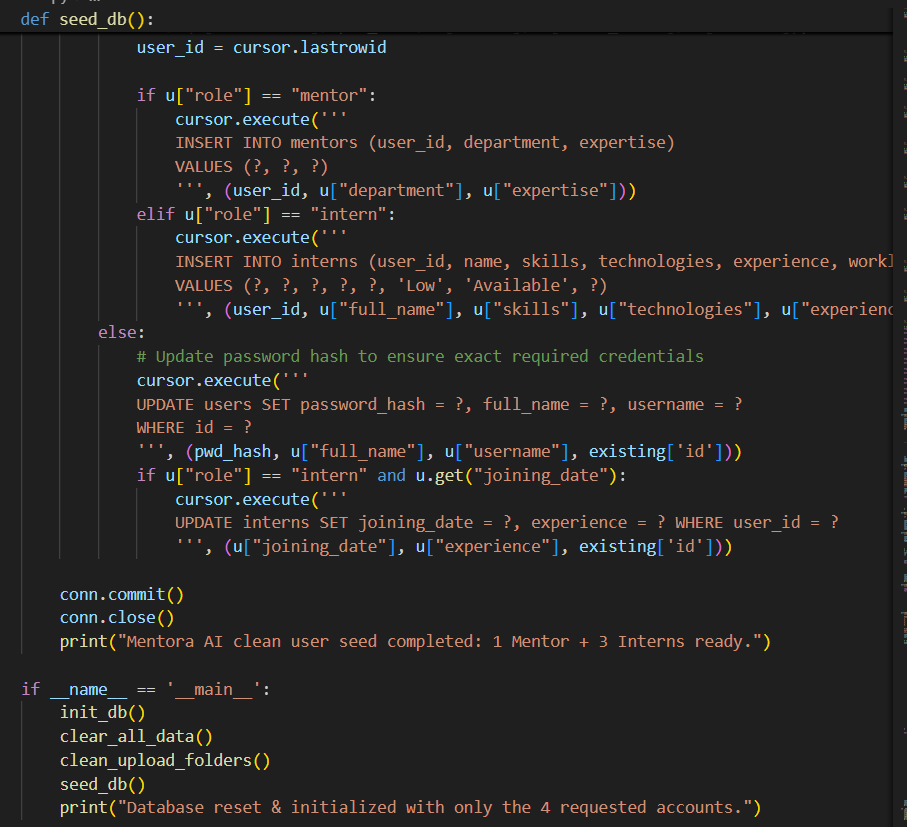 def seed_db():
            user_id = cursor.lastrowid

            if u["role"] == "mentor":
                cursor.execute('''
                INSERT INTO mentors (user_id, department, expertise)
                VALUES (?, ?, ?)
                ''', (user_id, u["department"], u["expertise"]))
            elif u["role"] == "intern":
                cursor.execute('''
                INSERT INTO interns (user_id, name, skills, technologies, experience, workl
                VALUES (?, ?, ?, ?, ?, 'Low', 'Available', ?)
                ''', (user_id, u["full_name"], u["skills"], u["technologies"], u["experienc
        else:
            # Update password hash to ensure exact required credentials
            cursor.execute('''
            UPDATE users SET password_hash = ?, full_name = ?, username = ?
            WHERE id = ?
            ''', (pwd_hash, u["full_name"], u["username"], existing['id']))
            if u["role"] == "intern" and u.get("joining_date"):
                cursor.execute('''
                UPDATE interns SET joining_date = ?, experience = ? WHERE user_id = ?
                ''', (u["joining_date"], u["experience"], existing['id']))

    conn.commit()
    conn.close()
    print("Mentora AI clean user seed completed: 1 Mentor + 3 Interns ready.")

if __name__ == '__main__':
    init_db()
    clear_all_data()
    clean_upload_folders()
    seed_db()
    print("Database reset & initialized with only the 4 requested accounts.")